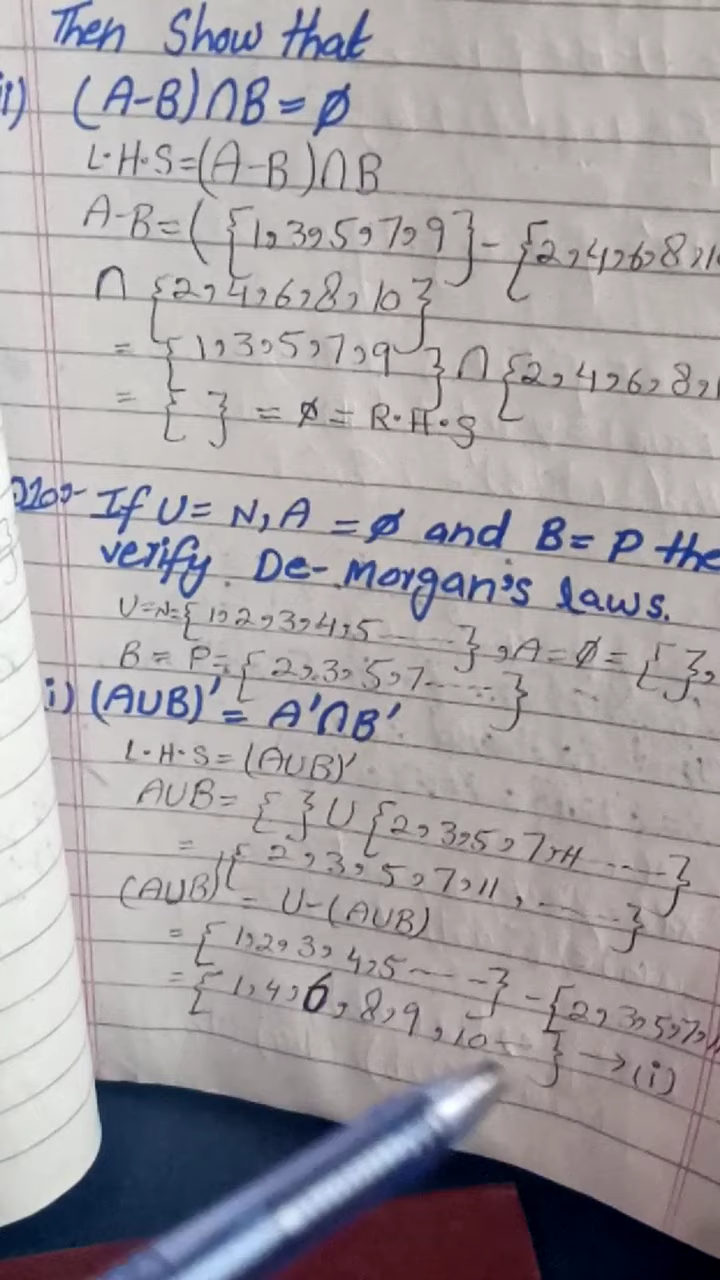 Then Show that
ii) (A-B)∩B=ø
L·H·S=(A-B)∩B
A-B=({1,3,5,7,9}-{2,4,6,8,1
∩ {2,4,6,8,10}
= {1,3,5,7,9}∩{2,4,6,8,1
= { } = ø = R·H·S
If U= N, A = ø and B= P the
verify De-Morgan's laws.
U=N={1,2,3,4,5 ......}, A=ø={ },
B = P={2,3,5,7......}
i) (AUB)'= A'∩B'
L·H·S=(AUB)'
AUB= { } U {2,3,5,7,11 ......}
= {2,3,5,7,11,......}
(AUB)'= U-(AUB)
= {1,2,3,4,5......}-{2,3,5,7,1
= {1,4,6,8,9,10...} →(i)